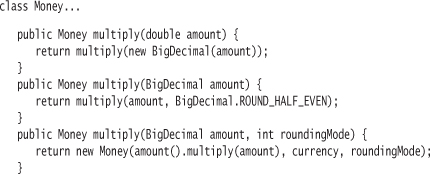 class Money...
   public Money multiply(double amount) {
      return multiply(new BigDecimal(amount));
   }
   public Money multiply(BigDecimal amount) {
      return multiply(amount, BigDecimal.ROUND_HALF_EVEN);
   }
   public Money multiply(BigDecimal amount, int roundingMode) {
      return new Money(amount().multiply(amount), currency, roundingMode);
   }